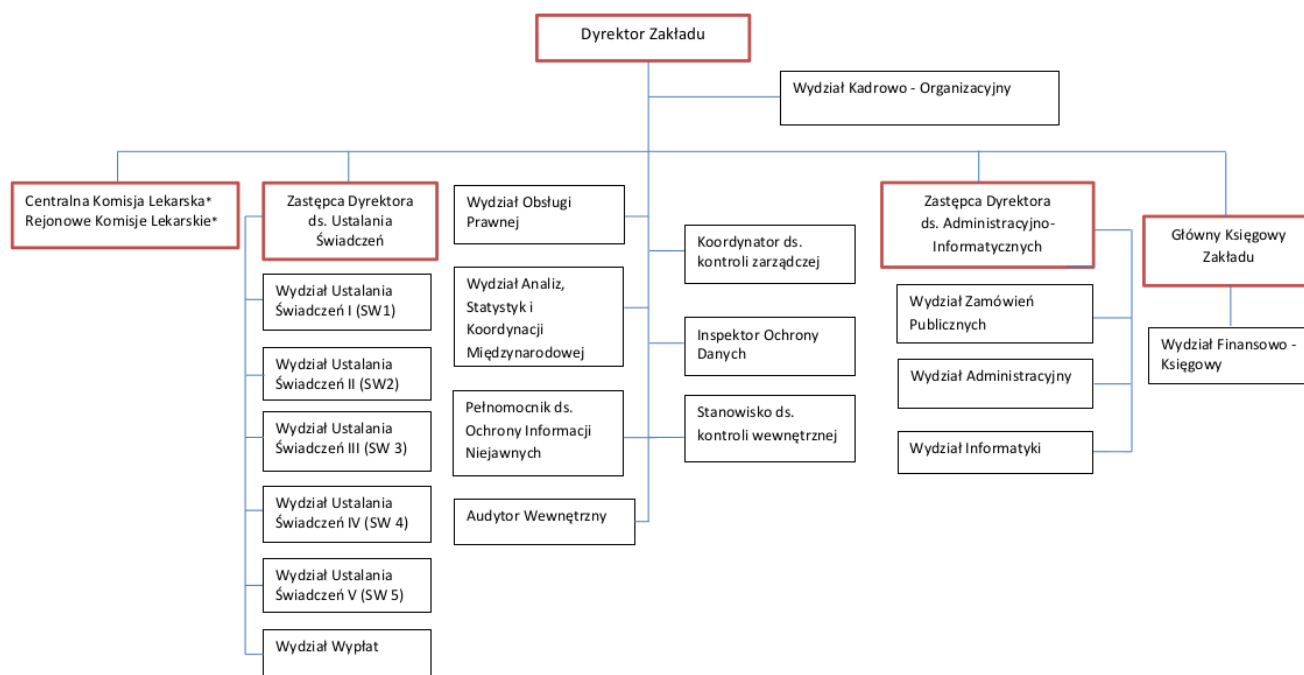 Dyrektor Zakładu
Wydział Kadrowo - Organizacyjny
Centralna Komisja Lekarska*
Rejonowe Komisje Lekarskie*
Zastępca Dyrektora
ds. Ustalania
Świadczeń
Wydział Ustalania
Świadczeń I (SW1)
Wydział Ustalania
Świadczeń II (SW2)
Wydział Ustalania
Świadczeń III (SW 3)
Wydział Ustalania
Świadczeń IV (SW 4)
Wydział Ustalania
Świadczeń V (SW 5)
Wydział Wypłat
Wydział Obsługi
Prawnej
Wydział Analiz,
Statystyk i
Koordynacji
Międzynarodowej
Pełnomocnik ds.
Ochrony Informacji
Niejawnych
Audytor Wewnętrzny
Koordynator ds.
kontroli zarządczej
Inspektor Ochrony
Danych
Stanowisko ds.
kontroli wewnętrznej
Zastępca Dyrektora
ds. Administracyjno-
Informatycznych
Wydział Zamówień
Publicznych
Wydział Administracyjny
Wydział Informatyki
Główny Księgowy
Zakładu
Wydział Finansowo -
Księgowy